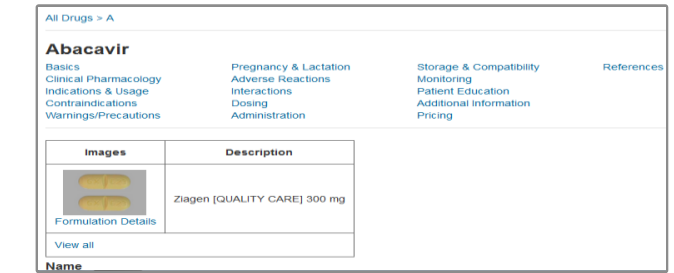 All Drugs > A
Abacavir
Basics
Clinical Pharmacology
Indications & Usage
Contraindications
Warnings/Precautions
Pregnancy & Lactation
Adverse Reactions
Interactions
Dosing
Administration
Storage & Compatibility
Monitoring
Patient Education
Additional Information
Pricing
References
Images Description
Ziagen [QUALITY CARE] 300 mg
Formulation Details
View all
Name